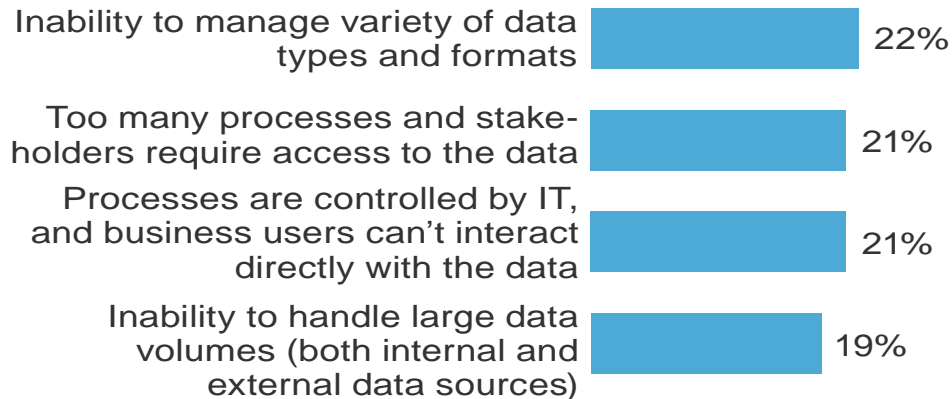 Inability to manage variety of data
types and formats
22%
Too many processes and stake-
holders require access to the data
21%
Processes are controlled by IT,
and business users can’t interact
directly with the data
21%
Inability to handle large data
volumes (both internal and
external data sources)
19%